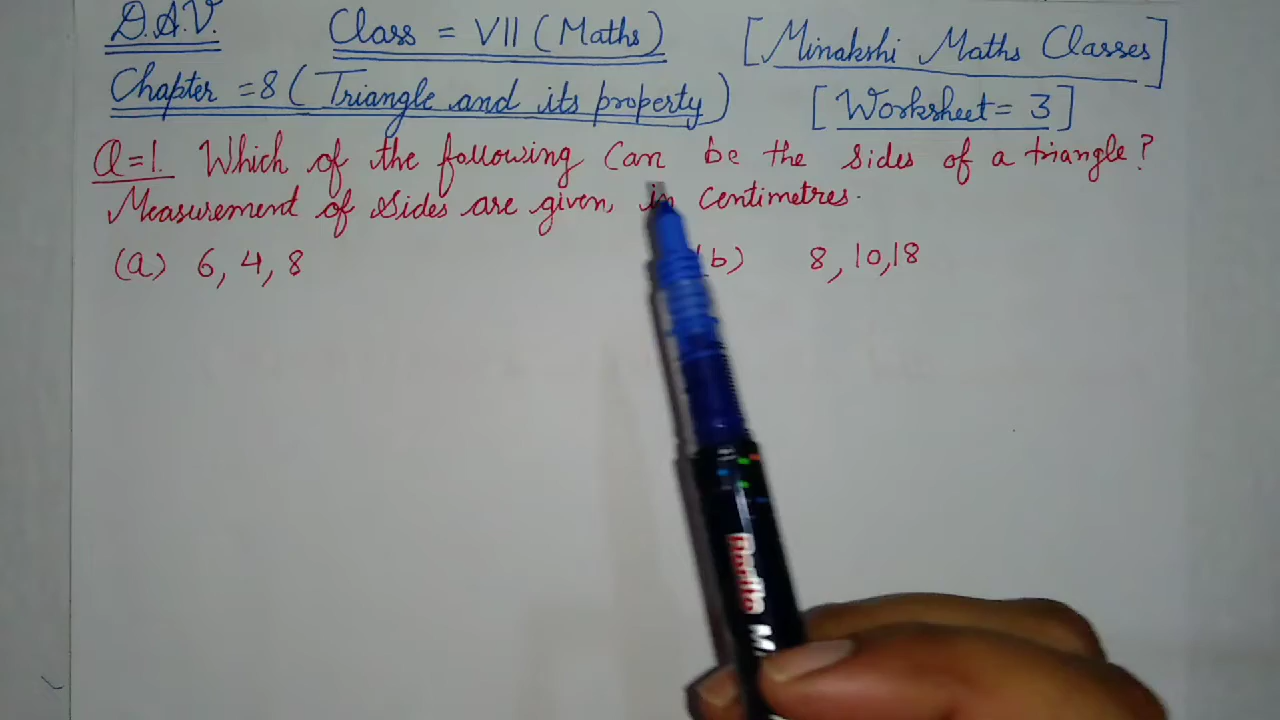 D.A.V. Class = VII (Maths) [Minakshi Maths Classes]
Chapter = 8 (Triangle and its property) [Worksheet = 3]
Q=1. Which of the following Can be the sides of a triangle?
Measurement of Sides are given, in Centimetres.
(a) 6, 4, 8 (b) 8, 10, 18